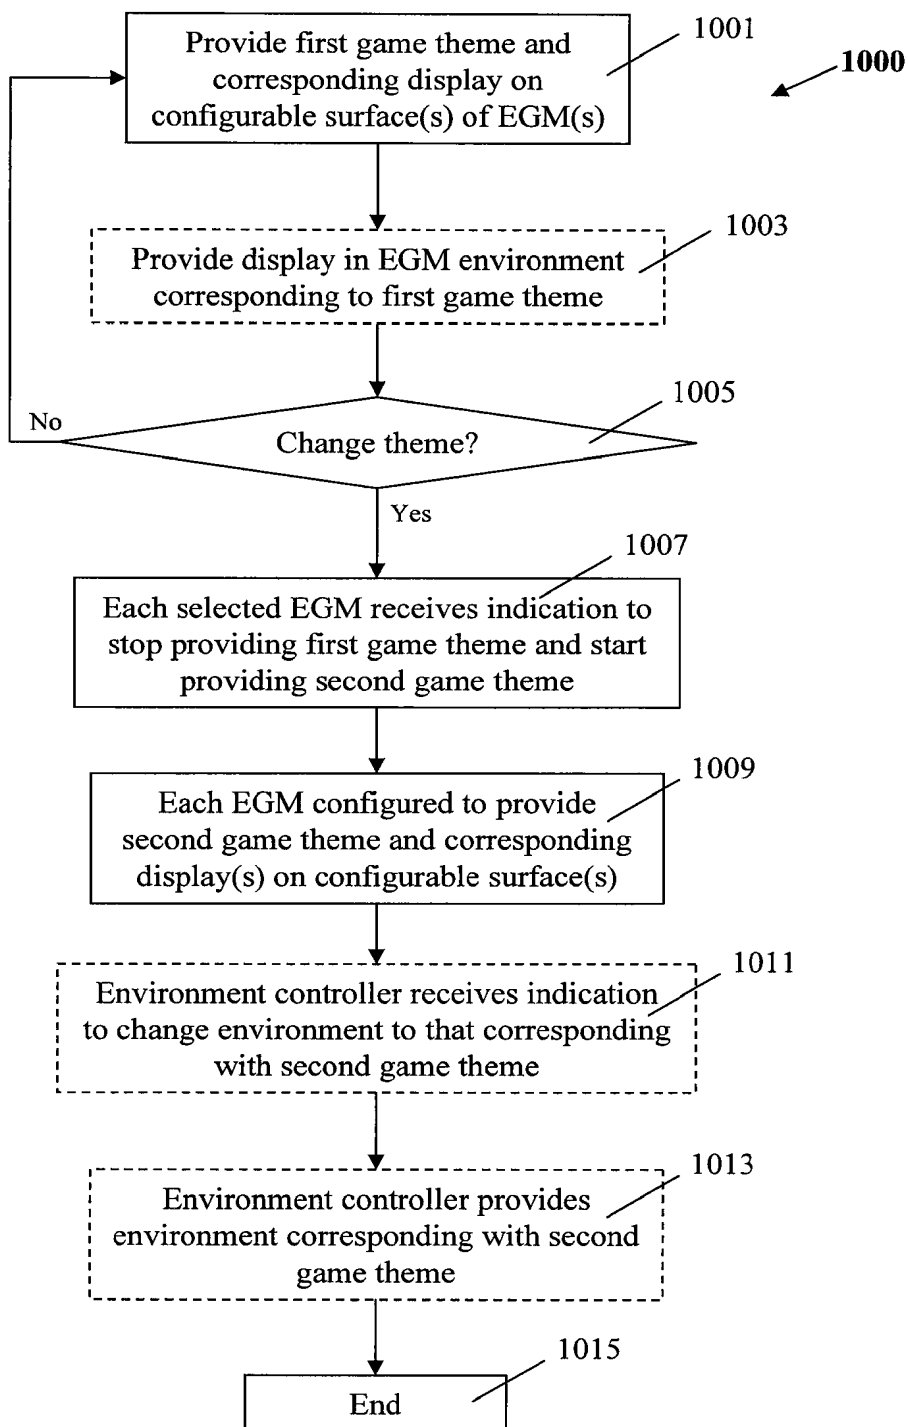 Provide first game theme and
corresponding display on
configurable surface(s) of EGM(s)
1001
1000
Provide display in EGM environment
corresponding to first game theme
1003
Change theme?
1005
No
Yes
Each selected EGM receives indication to
stop providing first game theme and start
providing second game theme
1007
Each EGM configured to provide
second game theme and corresponding
display(s) on configurable surface(s)
1009
Environment controller receives indication
to change environment to that corresponding
with second game theme
1011
Environment controller provides
environment corresponding with second
game theme
1013
End
1015